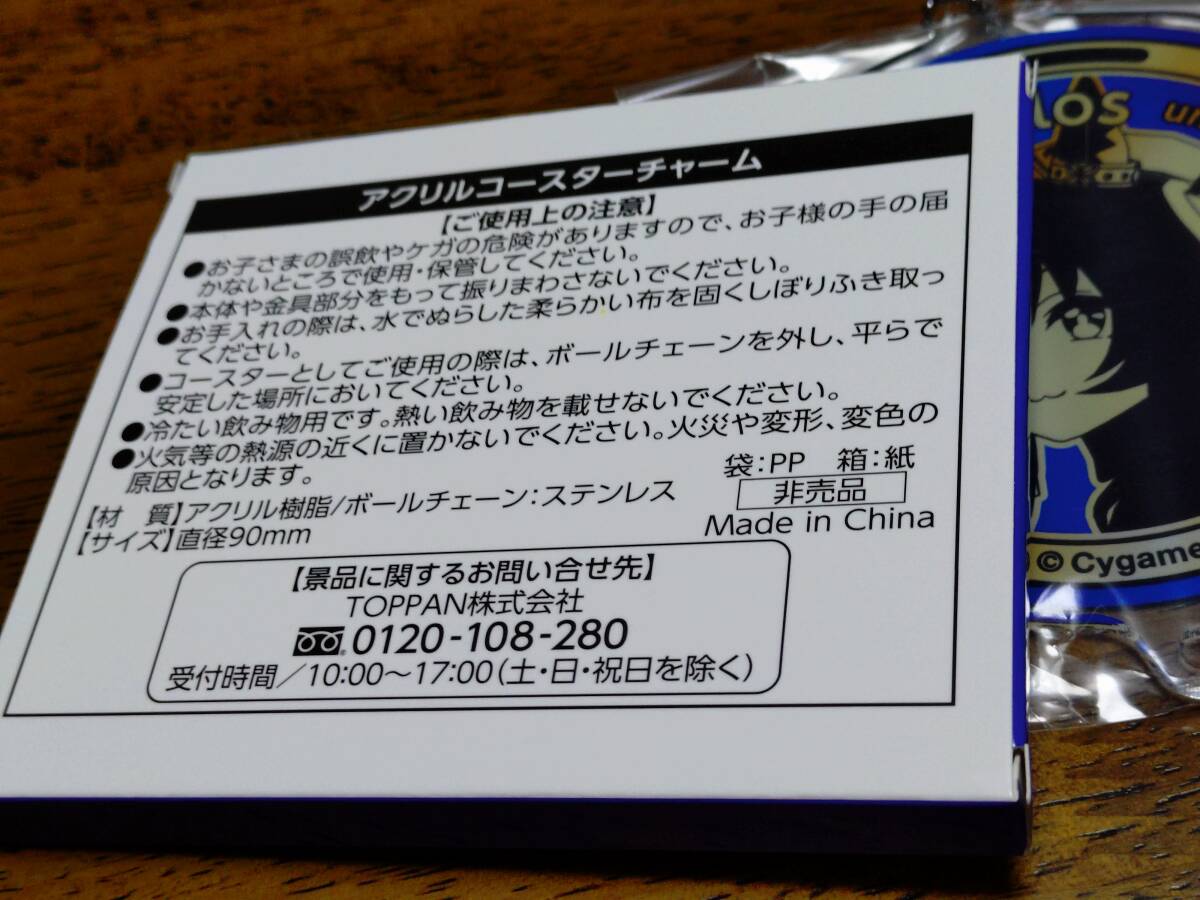 アクリルコースターチャーム
【ご使用上の注意】
●お子さまの誤飲やケガの危険がありますので、お子様の手の届
かないところで使用・保管してください。
●本体や金具部分をもって振りまわさないでください。
●お手入れの際は、水でぬらした柔らかい布を固くしぼりふき取っ
てください。
●コースターとしてご使用の際は、ボールチェーンを外し、平らで
安定した場所においてください。
●冷たい飲み物用です。熱い飲み物を載せないでください。
●火気等の熱源の近くに置かないでください。火災や変形、変色の
原因となります。
袋：PP 箱：紙
【材 質】アクリル樹脂/ボールチェーン：ステンレス
非売品
【サイズ】直径90mm
Made in China
【景品に関するお問い合せ先】
TOPPAN株式会社
0120-108-280
受付時間／10:00〜17:00（土・日・祝日を除く）
© Cygame